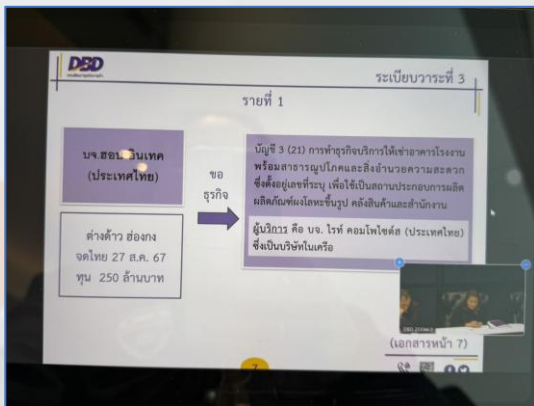 DBD
ระเบียบวาระที่ 3
รายที่ 1
บจ.ฮอน อินเทค
(ประเทศไทย)
ขอ
ธุรกิจ
บัญชี 3 (21) การทำธุรกิจบริการให้เช่าอาคารโรงงาน
พร้อมสาธารณูปโภคและสิ่งอำนวยความสะดวก
ซึ่งตั้งอยู่เลขที่ระบุ เพื่อใช้เป็นสถานประกอบการผลิต
ผลิตภัณฑ์ผงโลหะขึ้นรูป คลังสินค้าและสำนักงาน
ผู้บริการ คือ บจ. ไรท์ คอมโพไซต์ส (ประเทศไทย)
ซึ่งเป็นบริษัทในเครือ
ต่างด้าว ฮ่องกง
จดไทย 27 ส.ค. 67
ทุน 250 ล้านบาท
(เอกสารหน้า 7)
7